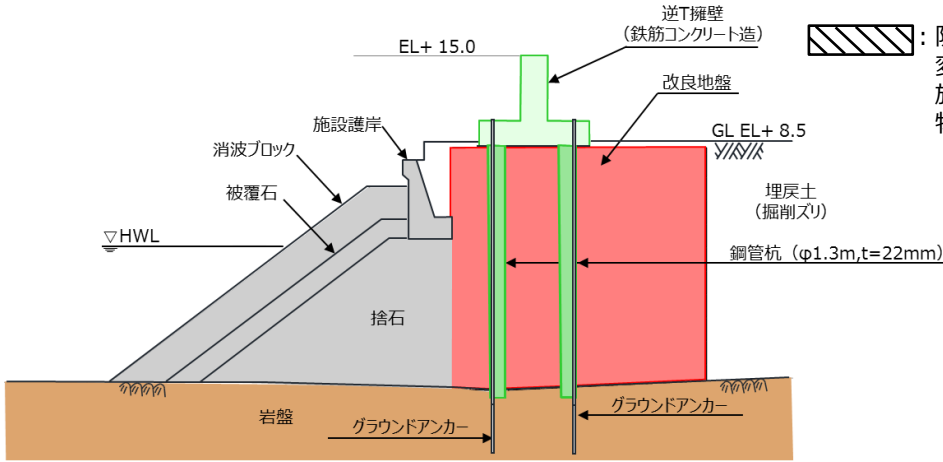 逆T擁壁
(鉄筋コンクリート造)
EL+ 15.0
改良地盤
施設護岸
GL EL+ 8.5
消波ブロック
被覆石
埋戻土
(掘削ズリ)
▽HWL
鋼管杭（φ1.3m,t=22mm）
捨石
グラウンドアンカー
岩盤
グラウンドアンカー